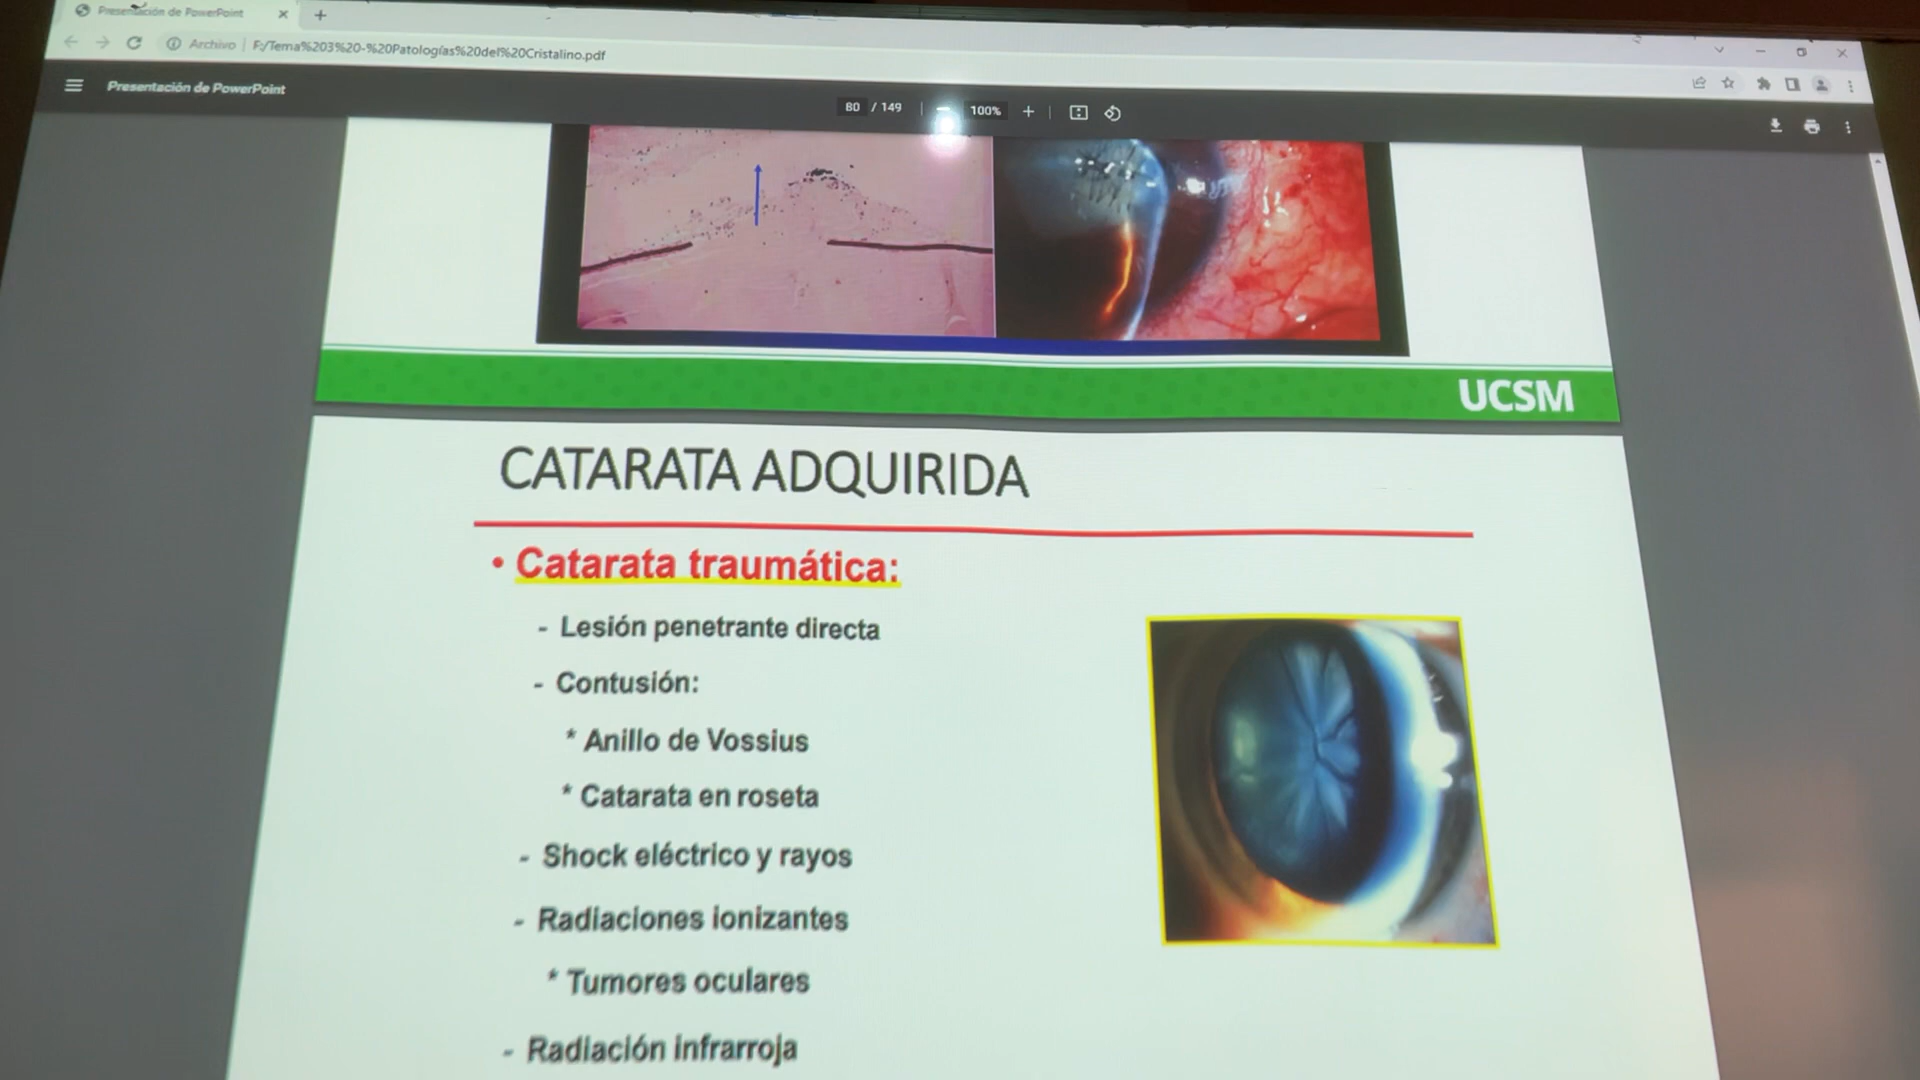 Presentación de PowerPoint
Archivo F:/Tema%203%20-%20Patologías%20del%20Cristalino.pdf
Presentación de PowerPoint
80 / 149
100%
UCSM
CATARATA ADQUIRIDA
• Catarata traumática:
- Lesión penetrante directa
- Contusión:
* Anillo de Vossius
* Catarata en roseta
- Shock eléctrico y rayos
- Radiaciones ionizantes
* Tumores oculares
- Radiación infrarroja